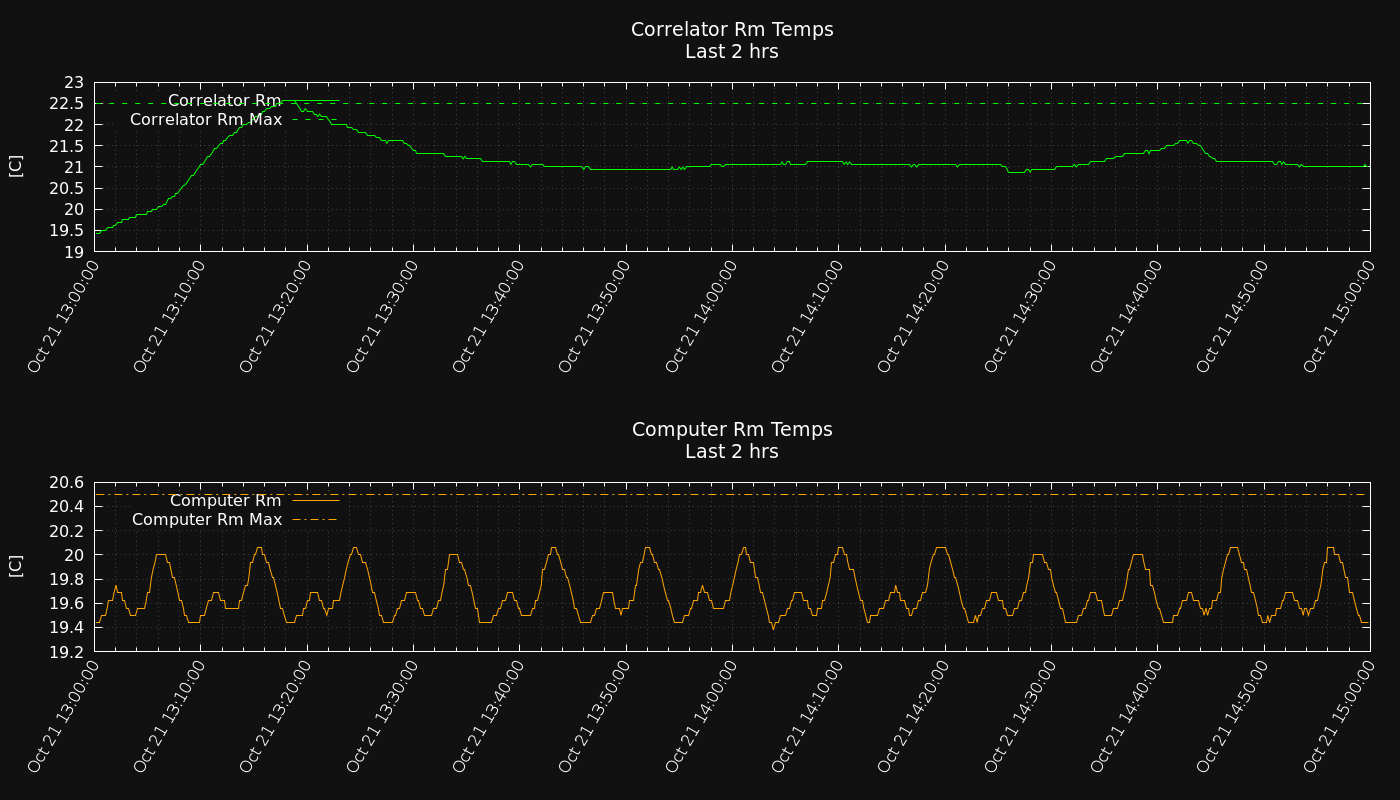 Correlator Rm Temps
Last 2 hrs
[C]
23
22.5
22
21.5
21
20.5
20
19.5
19
Correlator Rm
Correlator Rm Max
Oct 21 13:00:00
Oct 21 13:10:00
Oct 21 13:20:00
Oct 21 13:30:00
Oct 21 13:40:00
Oct 21 13:50:00
Oct 21 14:00:00
Oct 21 14:10:00
Oct 21 14:20:00
Oct 21 14:30:00
Oct 21 14:40:00
Oct 21 14:50:00
Oct 21 15:00:00
Computer Rm Temps
Last 2 hrs
[C]
20.6
20.4
20.2
20
19.8
19.6
19.4
19.2
Computer Rm
Computer Rm Max
Oct 21 13:00:00
Oct 21 13:10:00
Oct 21 13:20:00
Oct 21 13:30:00
Oct 21 13:40:00
Oct 21 13:50:00
Oct 21 14:00:00
Oct 21 14:10:00
Oct 21 14:20:00
Oct 21 14:30:00
Oct 21 14:40:00
Oct 21 14:50:00
Oct 21 15:00:00